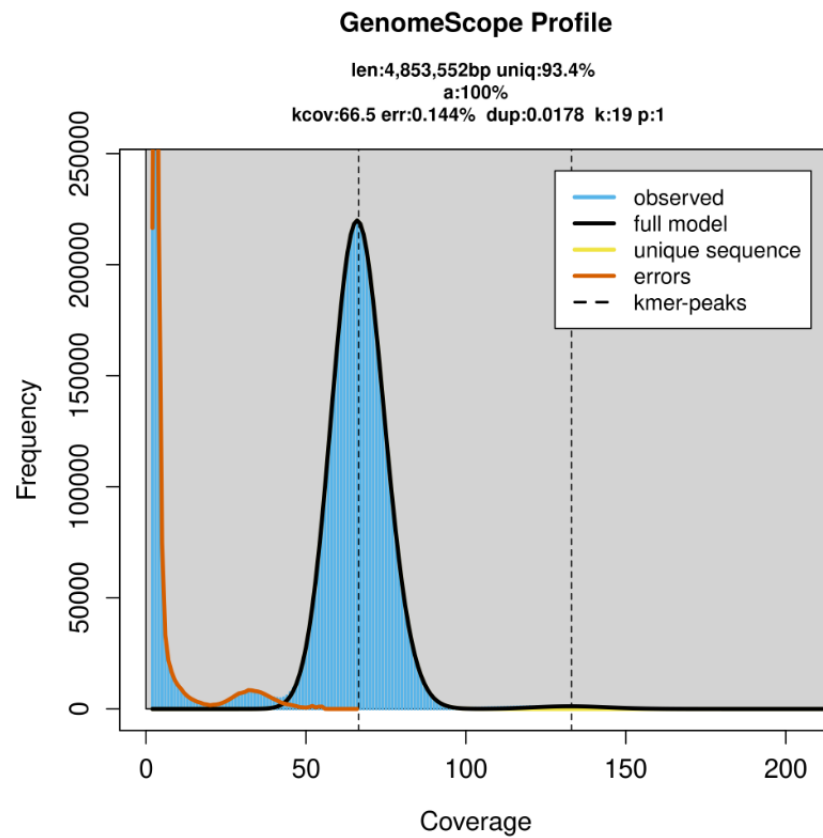 GenomeScope Profile
len:4,853,552bp uniq:93.4%
a:100%
kcov:66.5 err:0.144%  dup:0.0178  k:19 p:1
observed
full model
unique sequence
errors
kmer-peaks
Frequency
250000
200000
150000
100000
50000
0
0 50 100 150 200
Coverage